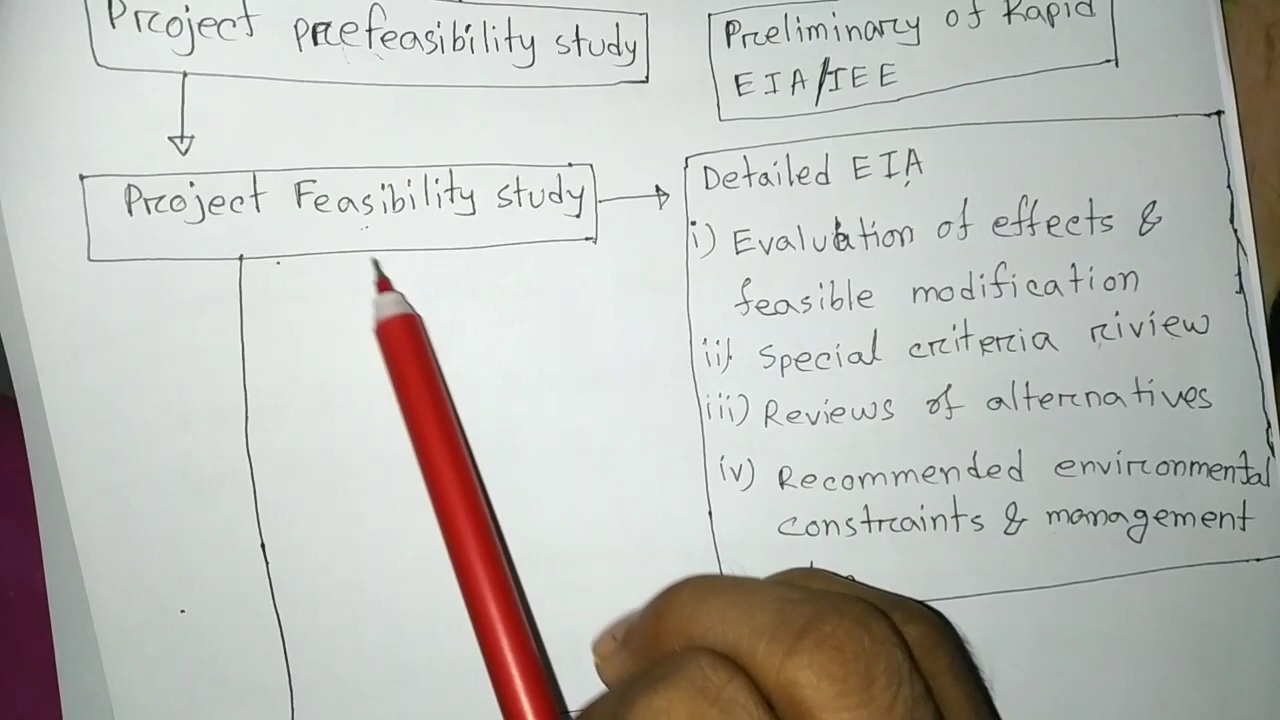 Project prefeasibility study
Preliminary of Rapid
EIA/IEE
Project Feasibility study
Detailed EIA
i) Evaluation of effects &
feasible modification
ii) Special criteria riview
iii) Reviews of alternatives
iv) Recommended environmental
constraints & management